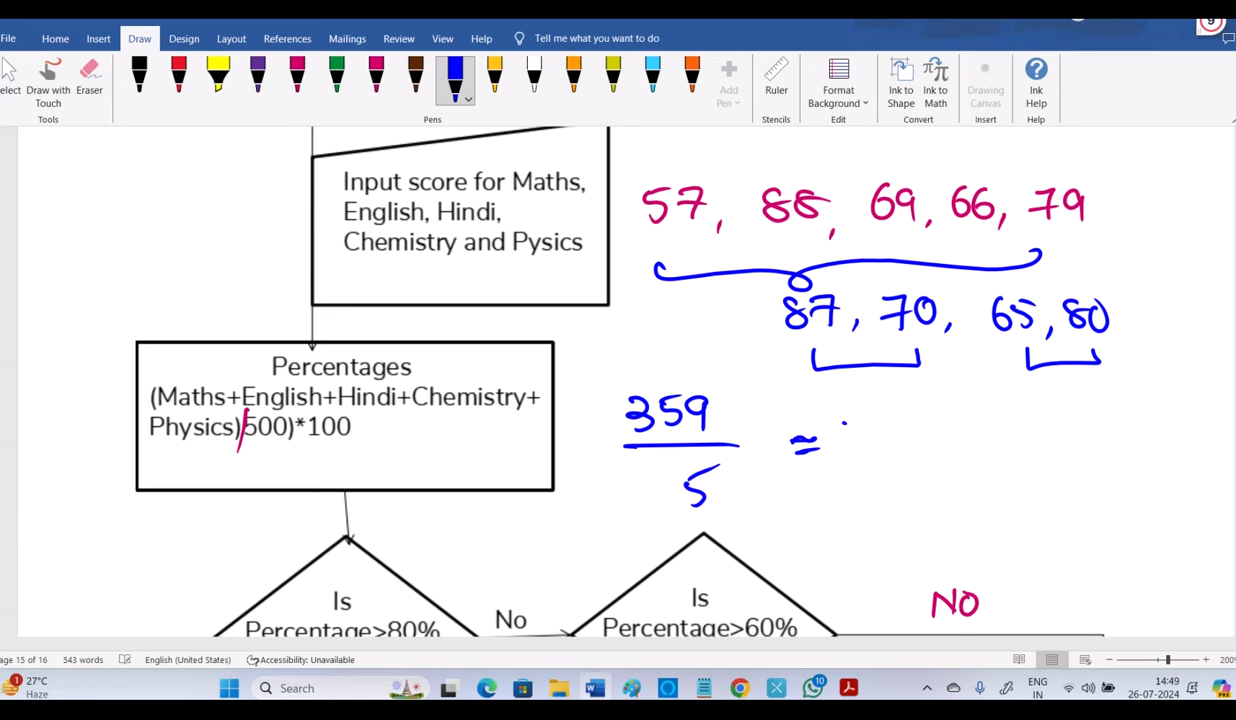 9
File Home Insert Draw Design Layout References Mailings Review View Help Tell me what you want to do
Select Draw with Touch Eraser Add Pen Ruler Format Background Ink to Shape Ink to Math Drawing Canvas Ink Help
Tools Pens Stencils Edit Convert Insert Help
Input score for Maths,
English, Hindi,
Chemistry and Pysics
57, 88, 69, 66, 79
87, 70, 65, 80
Percentages
(Maths+English+Hindi+Chemistry+
Physics)/500)*100
359
5
≃
Is
Percentage>80%
No
Is
Percentage>60%
NO
Page 15 of 16 543 words English (United States) Accessibility: Unavailable 200%
1 27°C
Haze
Search
10
ENG
IN
14:49
26-07-2024